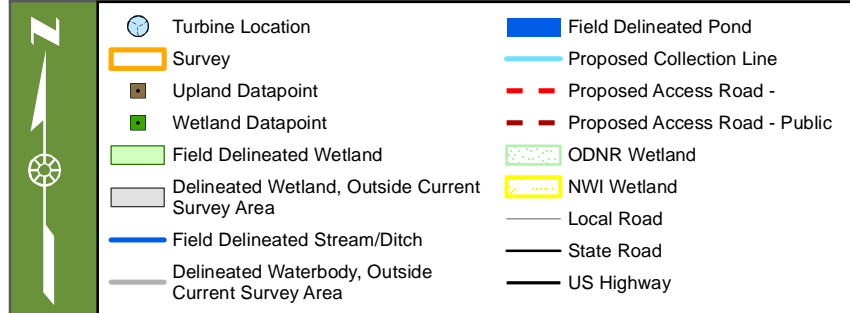 N
Turbine Location
Survey
Upland Datapoint
Wetland Datapoint
Field Delineated Wetland
Delineated Wetland, Outside Current
Survey Area
Field Delineated Stream/Ditch
Delineated Waterbody, Outside
Current Survey Area
Field Delineated Pond
Proposed Collection Line
Proposed Access Road -
Proposed Access Road - Public
ODNR Wetland
NWI Wetland
Local Road
State Road
US Highway